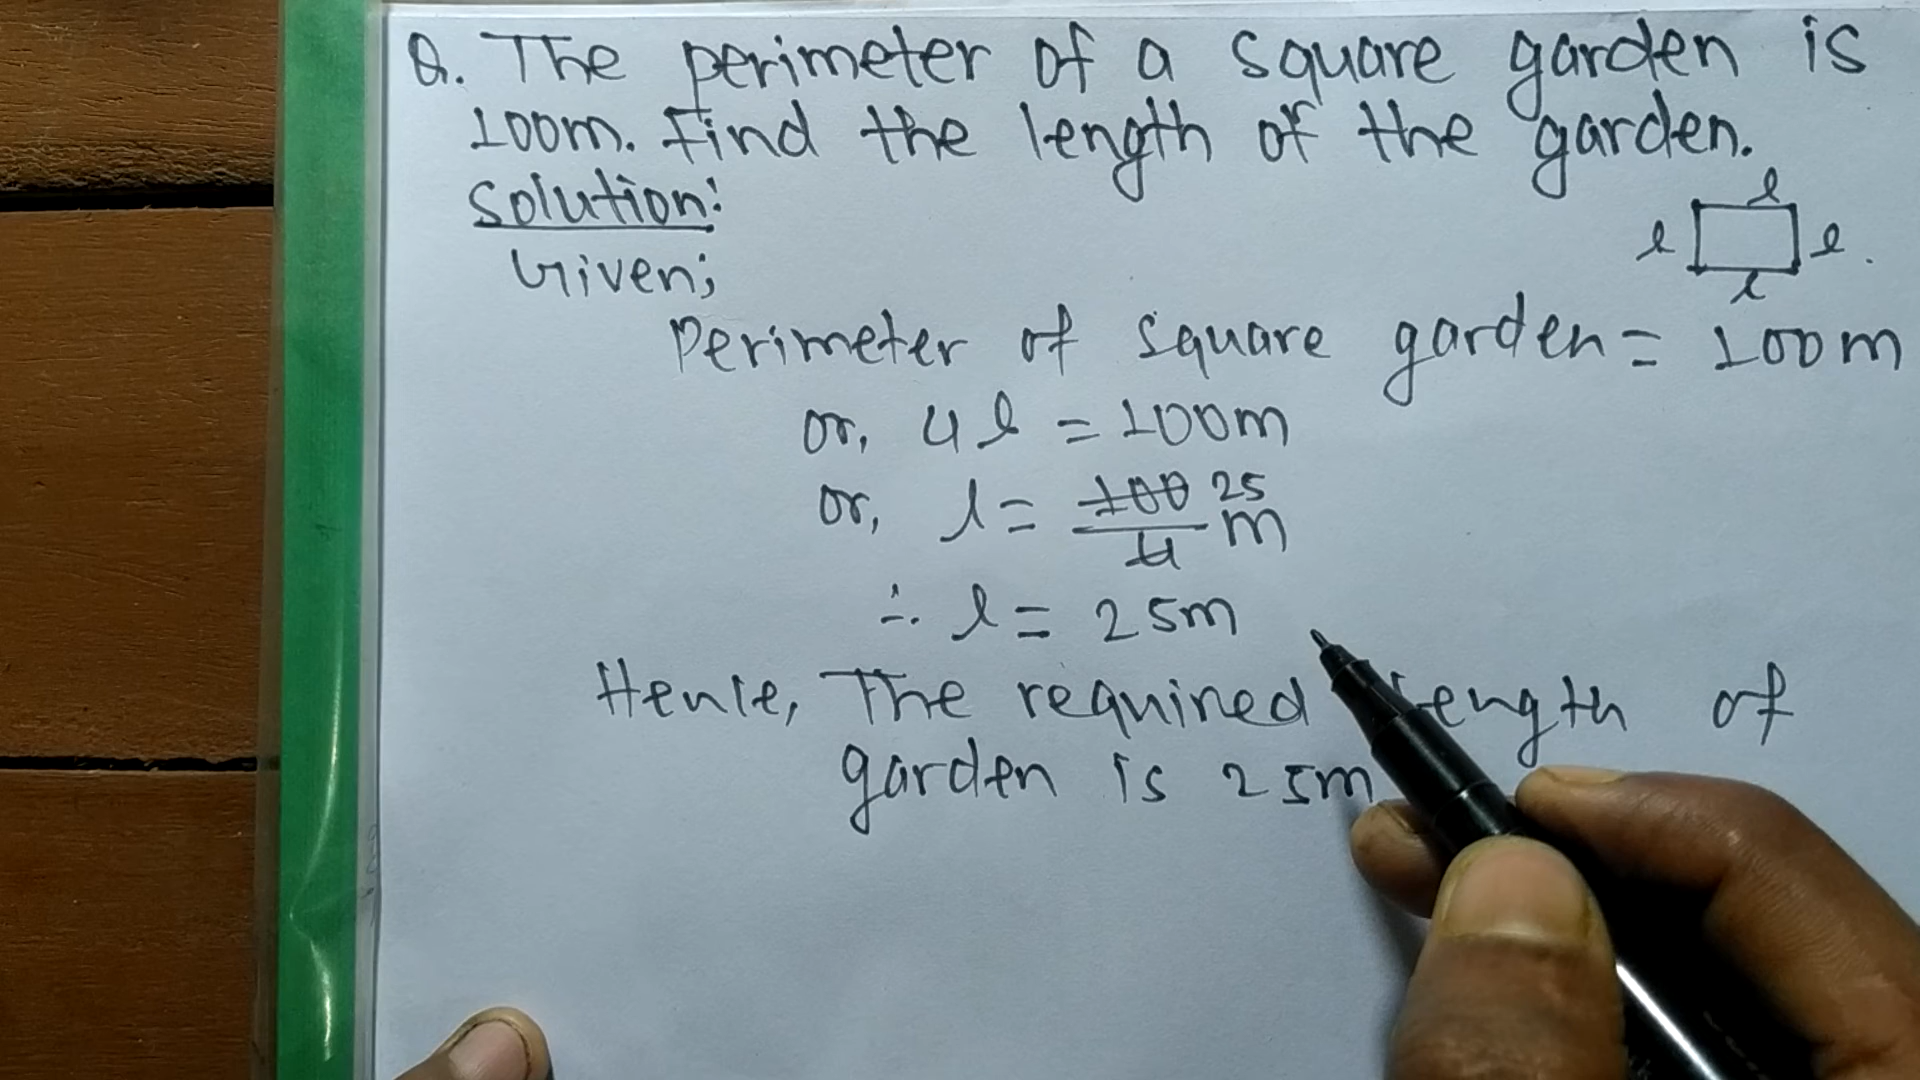 Q. The perimeter of a square garden is
100m. Find the length of the garden.
Solution:
l
l l.
l
Given;
Perimeter of square garden = 100m
or, 4l = 100m
or, l = 100/4 25 m
∴ l = 25m
Hence, The required length of
garden is 25m